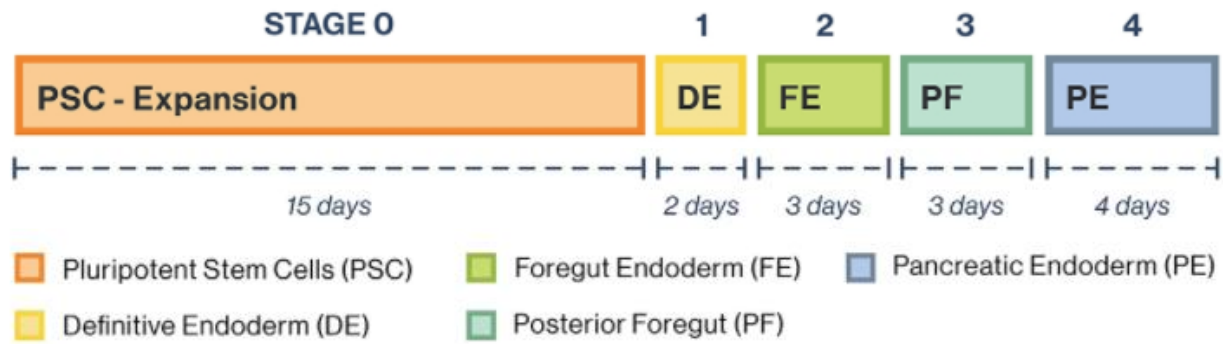 STAGE 0 1 2 3 4
PSC - Expansion DE FE PF PE
15 days 2 days 3 days 3 days 4 days
Pluripotent Stem Cells (PSC) Foregut Endoderm (FE) Pancreatic Endoderm (PE)
Definitive Endoderm (DE) Posterior Foregut (PF)